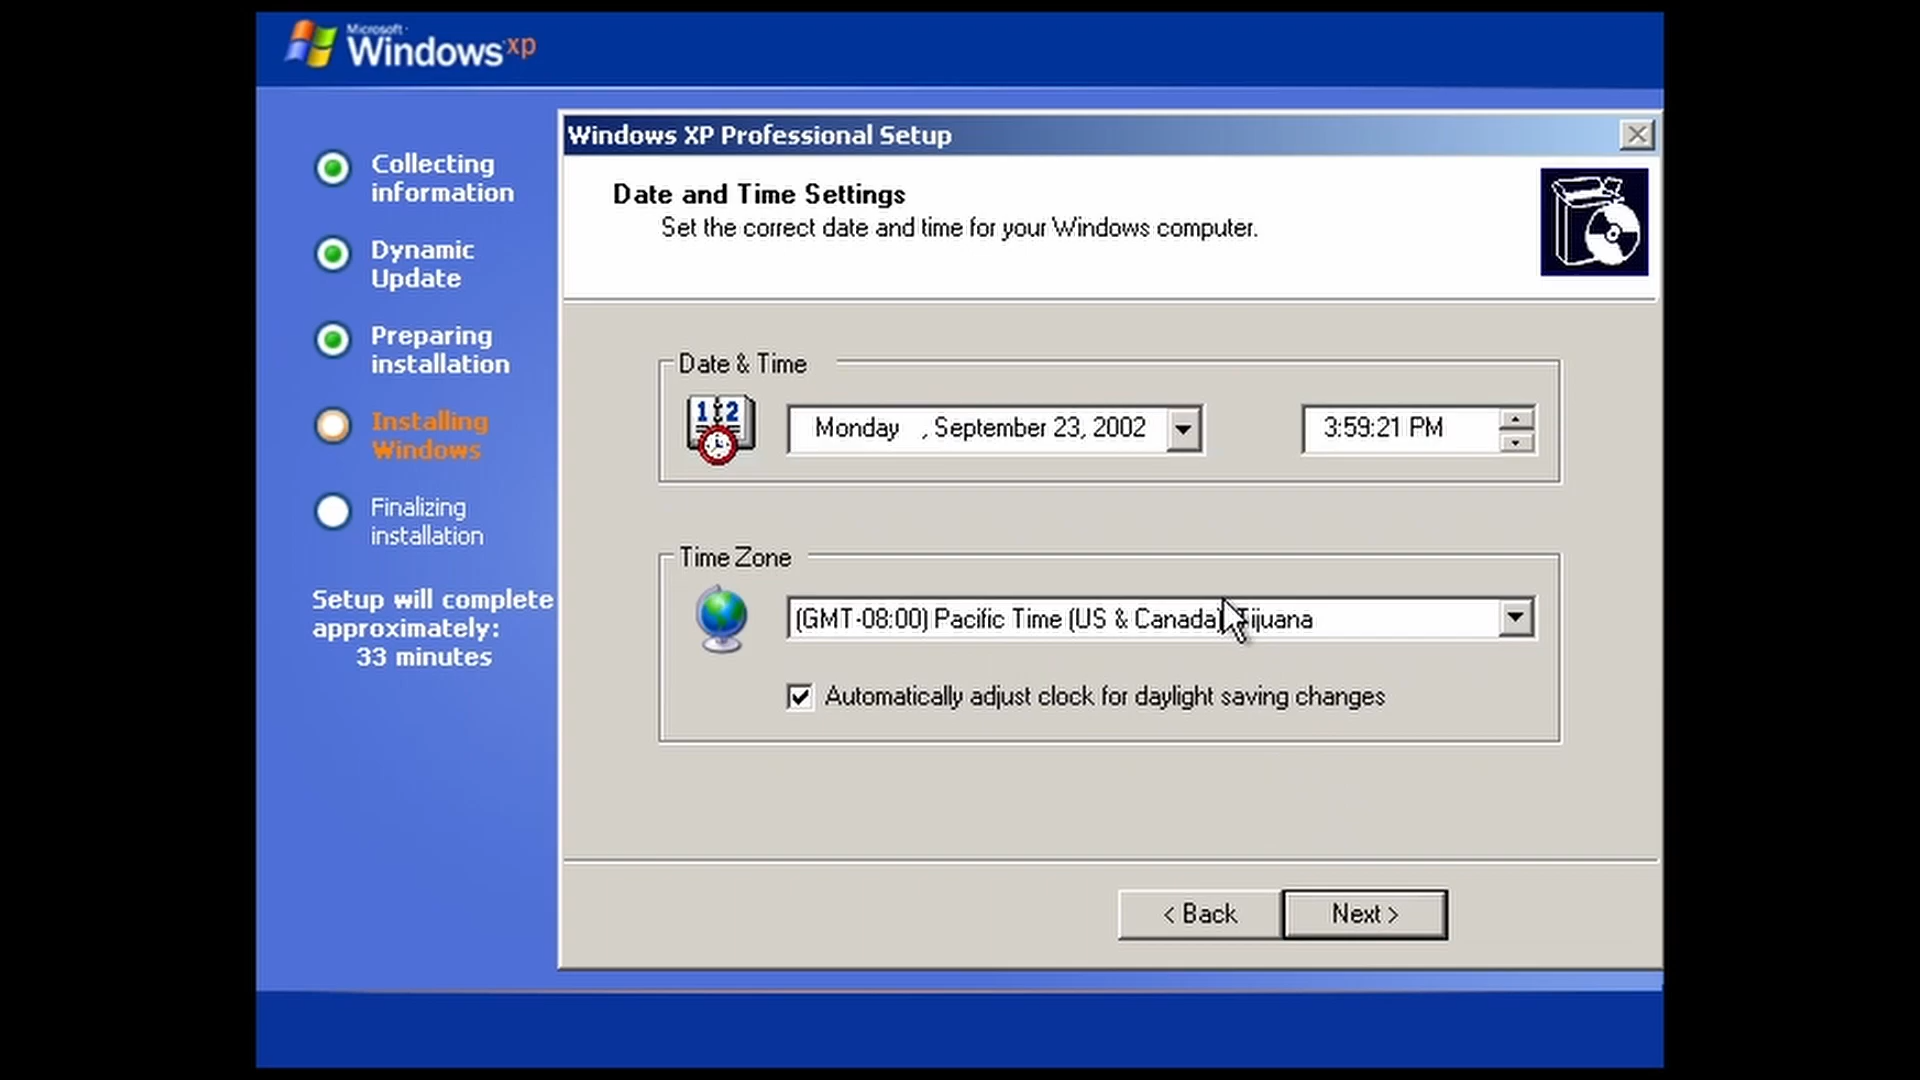 Microsoft
Windows xp
Collecting
information
Dynamic
Update
Preparing
installation
Installing
Windows
Finalizing
installation
Setup will complete
approximately:
33 minutes
Windows XP Professional Setup
Date and Time Settings
Set the correct date and time for your Windows computer.
Date & Time
12
Monday , September 23, 2002
3:59:21 PM
Time Zone
(GMT-08:00) Pacific Time (US & Canada); Tijuana
Automatically adjust clock for daylight saving changes
< Back
Next >